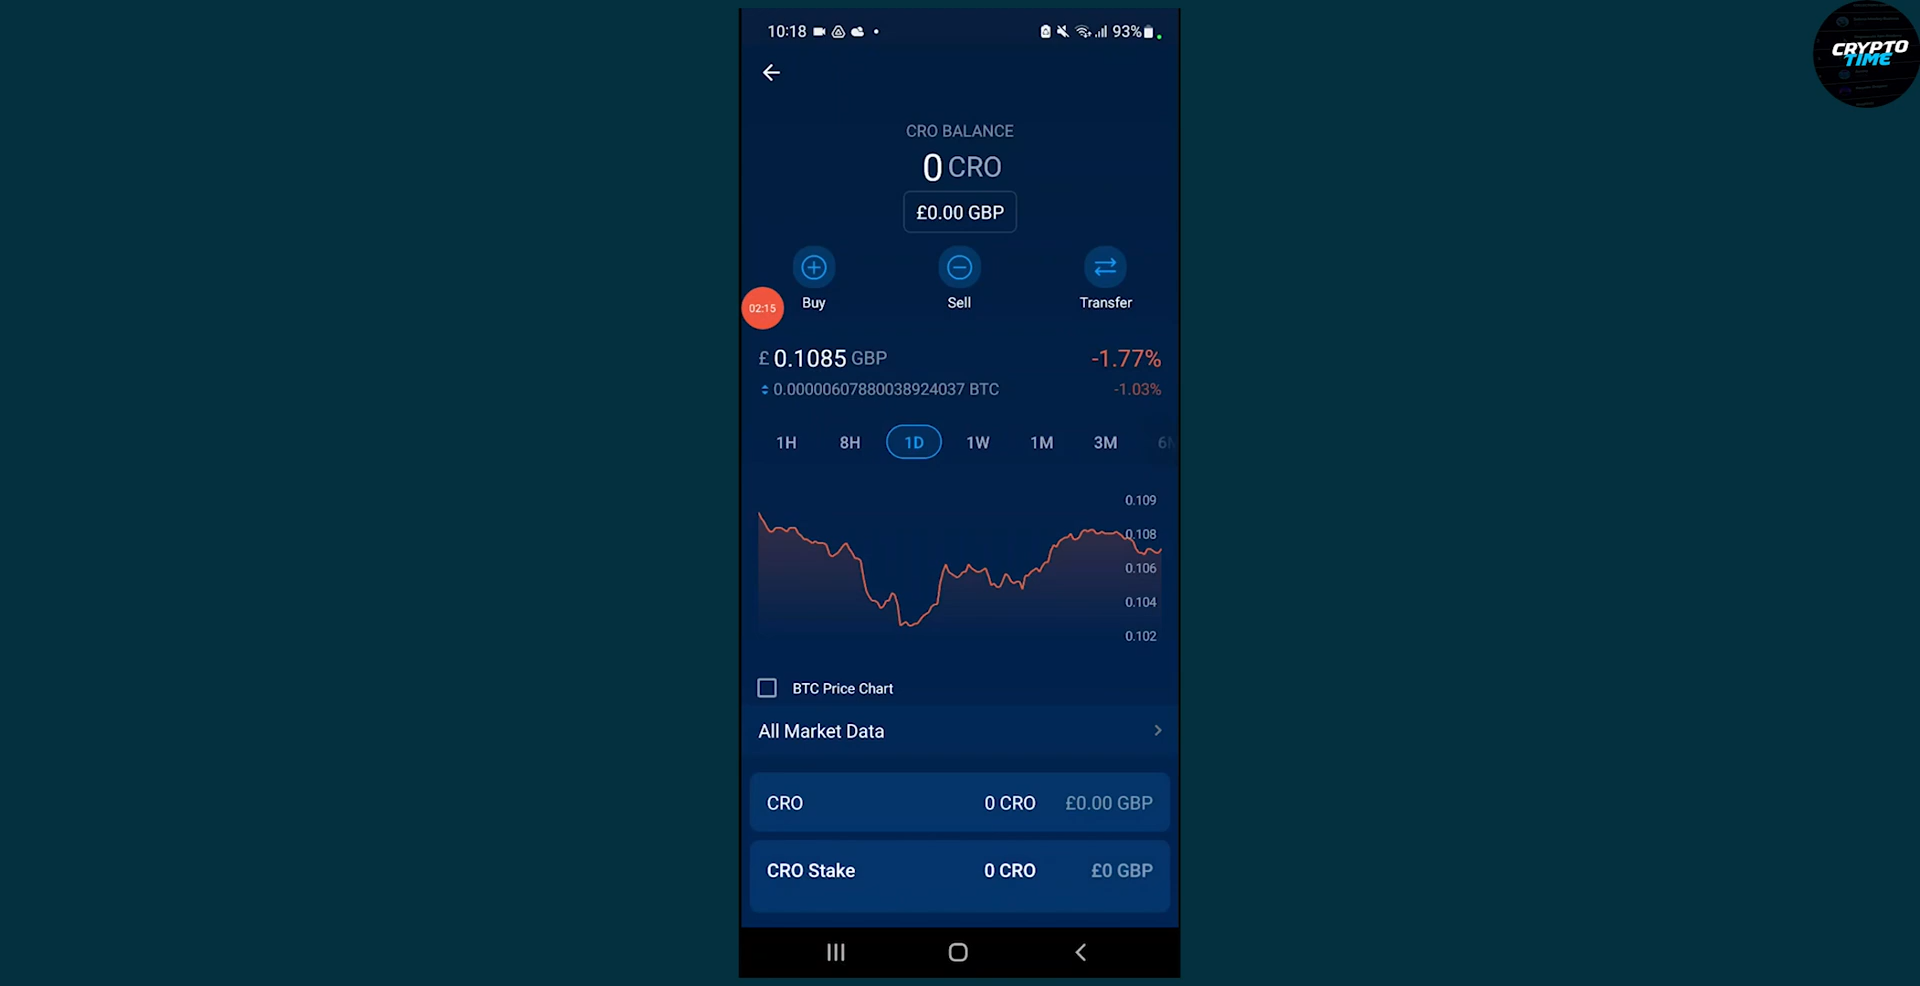 10:18 93%
CRYPTO
TIME
CRO BALANCE
0 CRO
£0.00 GBP
Buy Sell Transfer
02:15
£ 0.1085 GBP -1.77%
0.00000607880038924037 BTC -1.03%
1H 8H 1D 1W 1M 3M
0.109
0.108
0.106
0.104
0.102
BTC Price Chart
All Market Data
CRO 0 CRO £0.00 GBP
CRO Stake 0 CRO £0 GBP